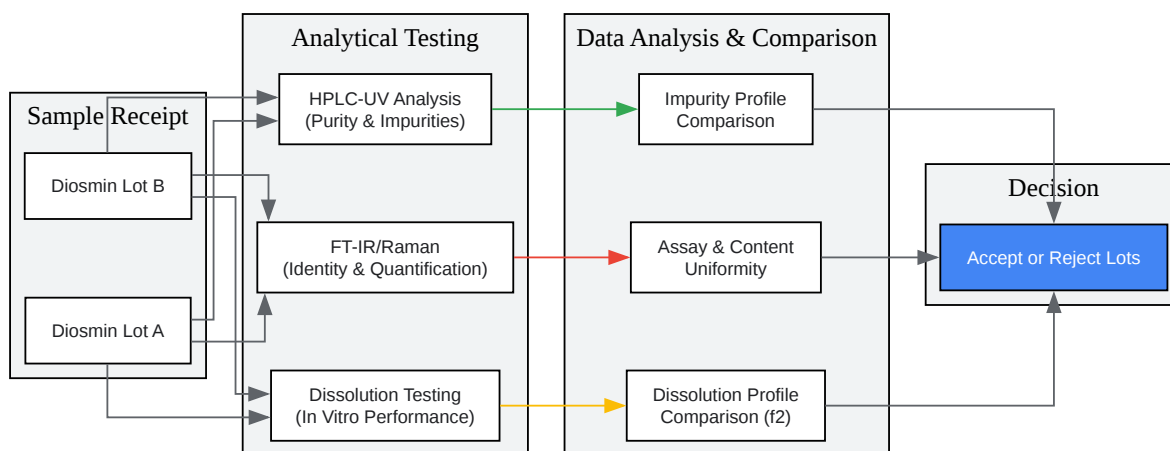 Sample Receipt
Diosmin Lot B
Diosmin Lot A
Analytical Testing
HPLC-UV Analysis
(Purity & Impurities)
FT-IR/Raman
(Identity & Quantification)
Dissolution Testing
(In Vitro Performance)
Data Analysis & Comparison
Impurity Profile
Comparison
Assay & Content
Uniformity
Dissolution Profile
Comparison (f2)
Decision
Accept or Reject Lots